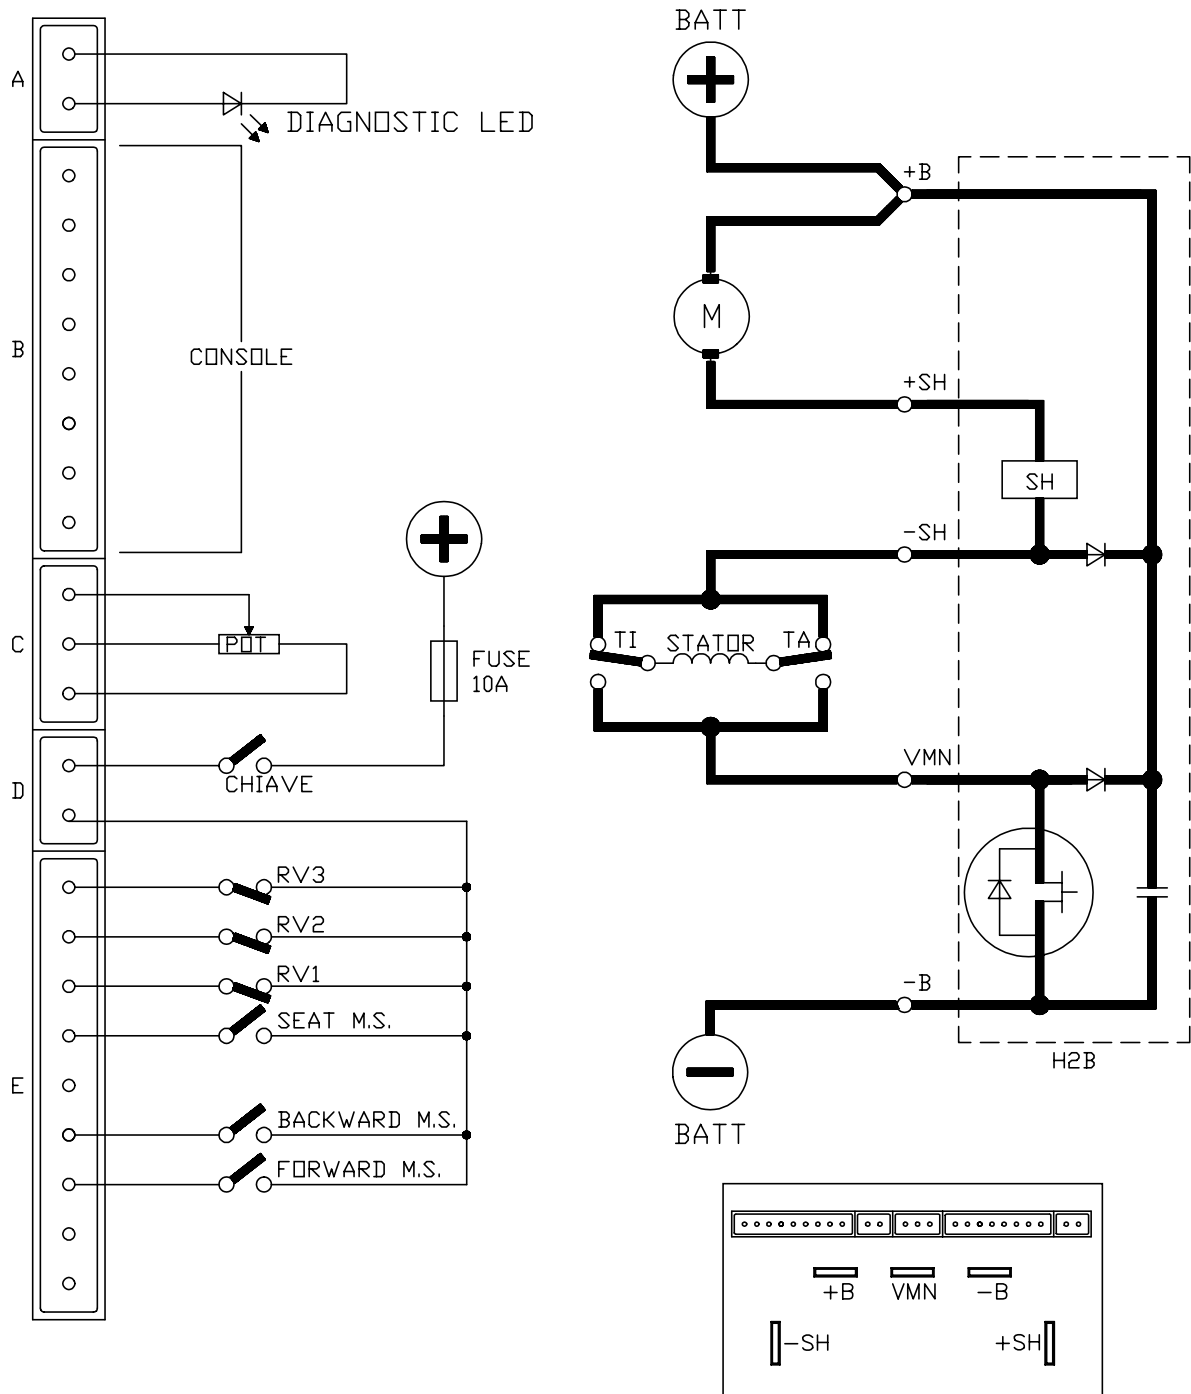 A
DIAGNOSTIC LED
B
CONSOLE
C
POT
FUSE
10A
D
CHIAVE
RV3
RV2
RV1
SEAT M.S.
E
BACKWARD M.S.
FORWARD M.S.
BATT
+B
M
+SH
SH
-SH
TI
STATOR
TA
VMN
-B
H2B
BATT
+B
VMN
-B
-SH
+SH